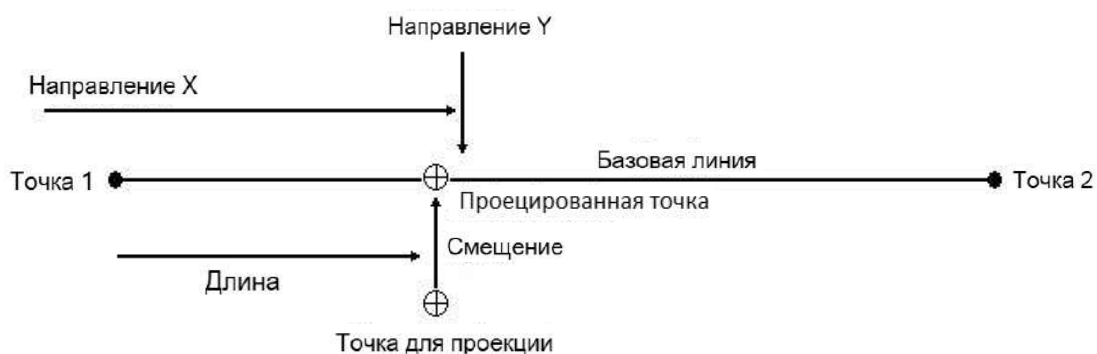 Направление Y
Направление X
Базовая линия
Точка 1
Точка 2
Проецированная точка
Смещение
Длина
Точка для проекции